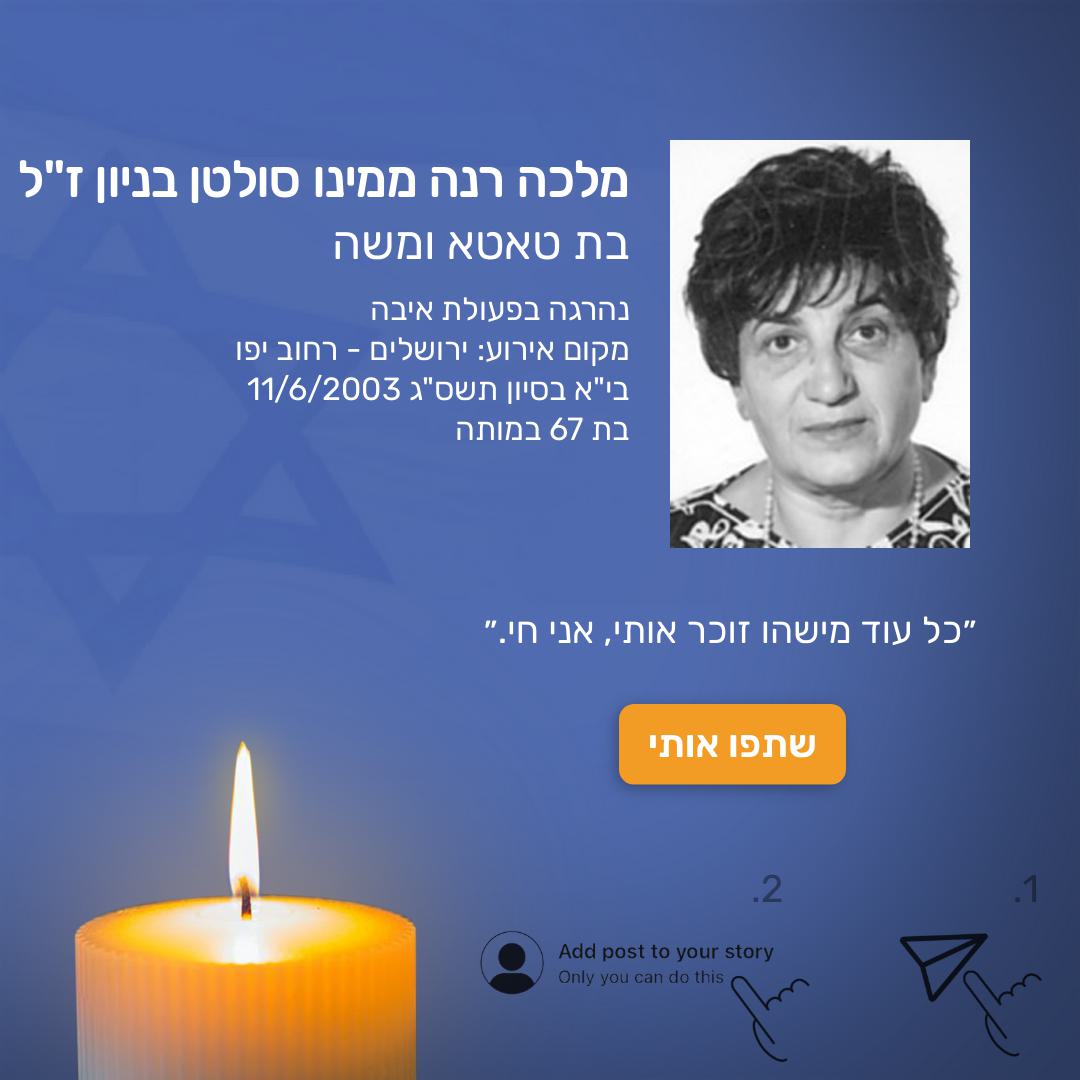 מלכה רנה ממינו סולטן בניון ז"ל
בת טאטא ומשה
נהרגה בפעולת איבה
מקום אירוע: ירושלים - רחוב יפו
בי"א בסיון תשס"ג 11/6/2003
בת 67 במותה
״כל עוד מישהו זוכר אותי, אני חי.״
שתפו אותי
1.
2.
Add post to your story
Only you can do this